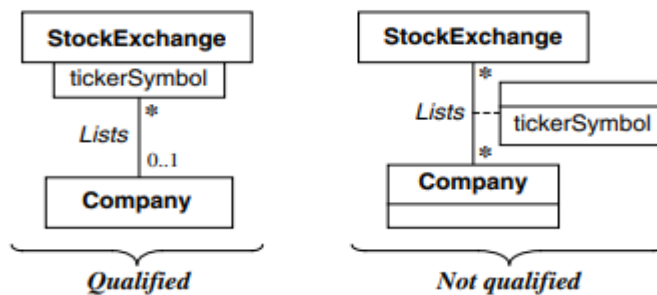 StockExchange
tickerSymbol
*
Lists
0..1
Company
Qualified
StockExchange
*
Lists
tickerSymbol
*
Company
Not qualified